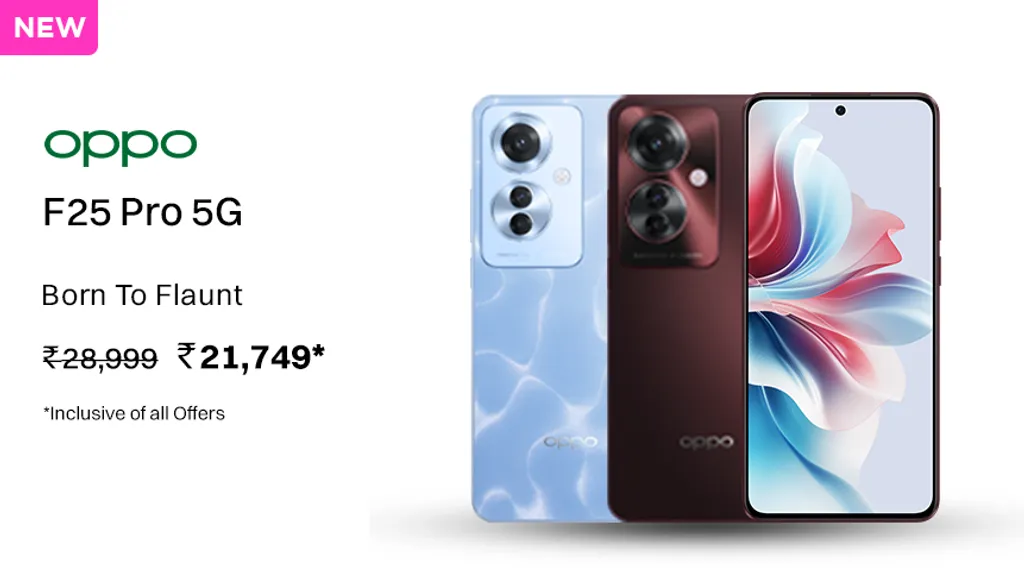 NEW
oppo
F25 Pro 5G
Born To Flaunt
₹28,999 ₹21,749*
*Inclusive of all Offers
oppo
oppo